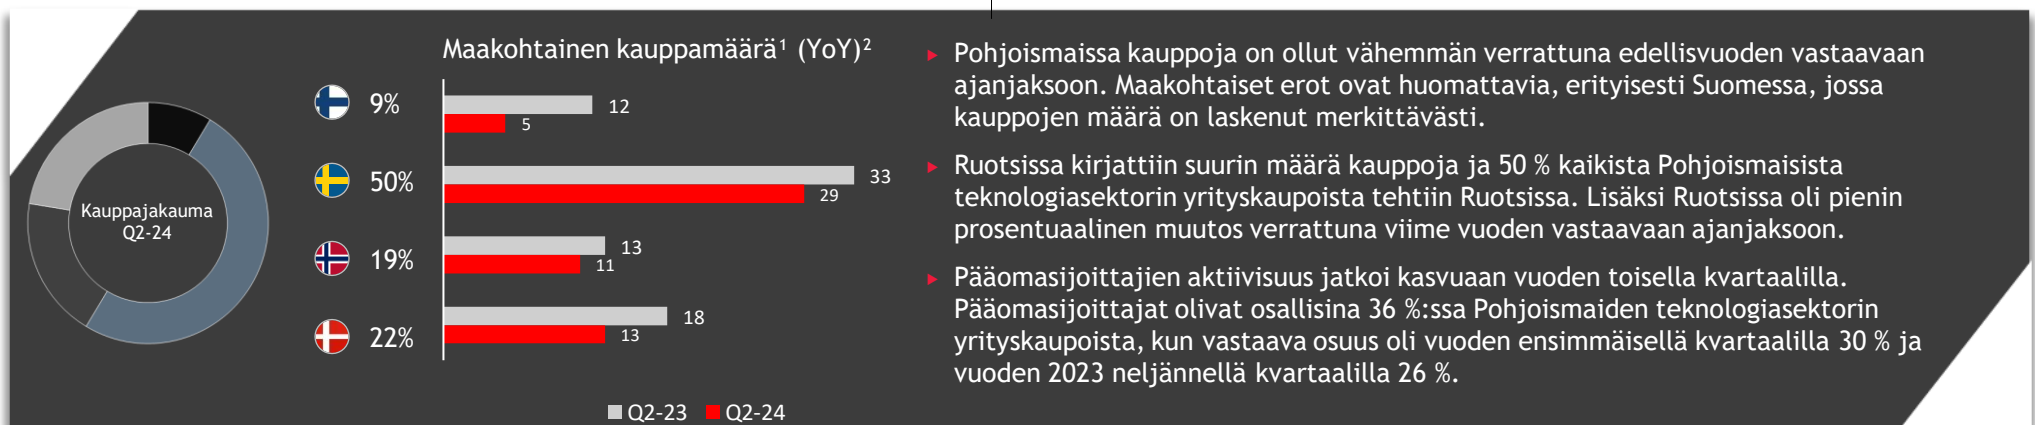 Kauppajakauma
Q2-24
Maakohtainen kauppamäärä¹ (YoY)²
9%
12
5
50%
33
29
19%
13
11
22%
18
13
Q2-23 Q2-24
Pohjoismaissa kauppoja on ollut vähemmän verrattuna edellisvuoden vastaavaan
ajanjaksoon. Maakohtaiset erot ovat huomattavia, erityisesti Suomessa, jossa
kauppojen määrä on laskenut merkittävästi.
Ruotsissa kirjattiin suurin määrä kauppoja ja 50 % kaikista Pohjoismaisista
teknologiasektorin yrityskaupoista tehtiin Ruotsissa. Lisäksi Ruotsissa oli pienin
prosentuaalinen muutos verrattuna viime vuoden vastaavaan ajanjaksoon.
Pääomasijoittajien aktiivisuus jatkoi kasvuaan vuoden toisella kvartaalilla.
Pääomasijoittajat olivat osallisina 36 %:ssa Pohjoismaiden teknologiasektorin
yrityskaupoista, kun vastaava osuus oli vuoden ensimmäisellä kvartaalilla 30 % ja
vuoden 2023 neljännellä kvartaalilla 26 %.